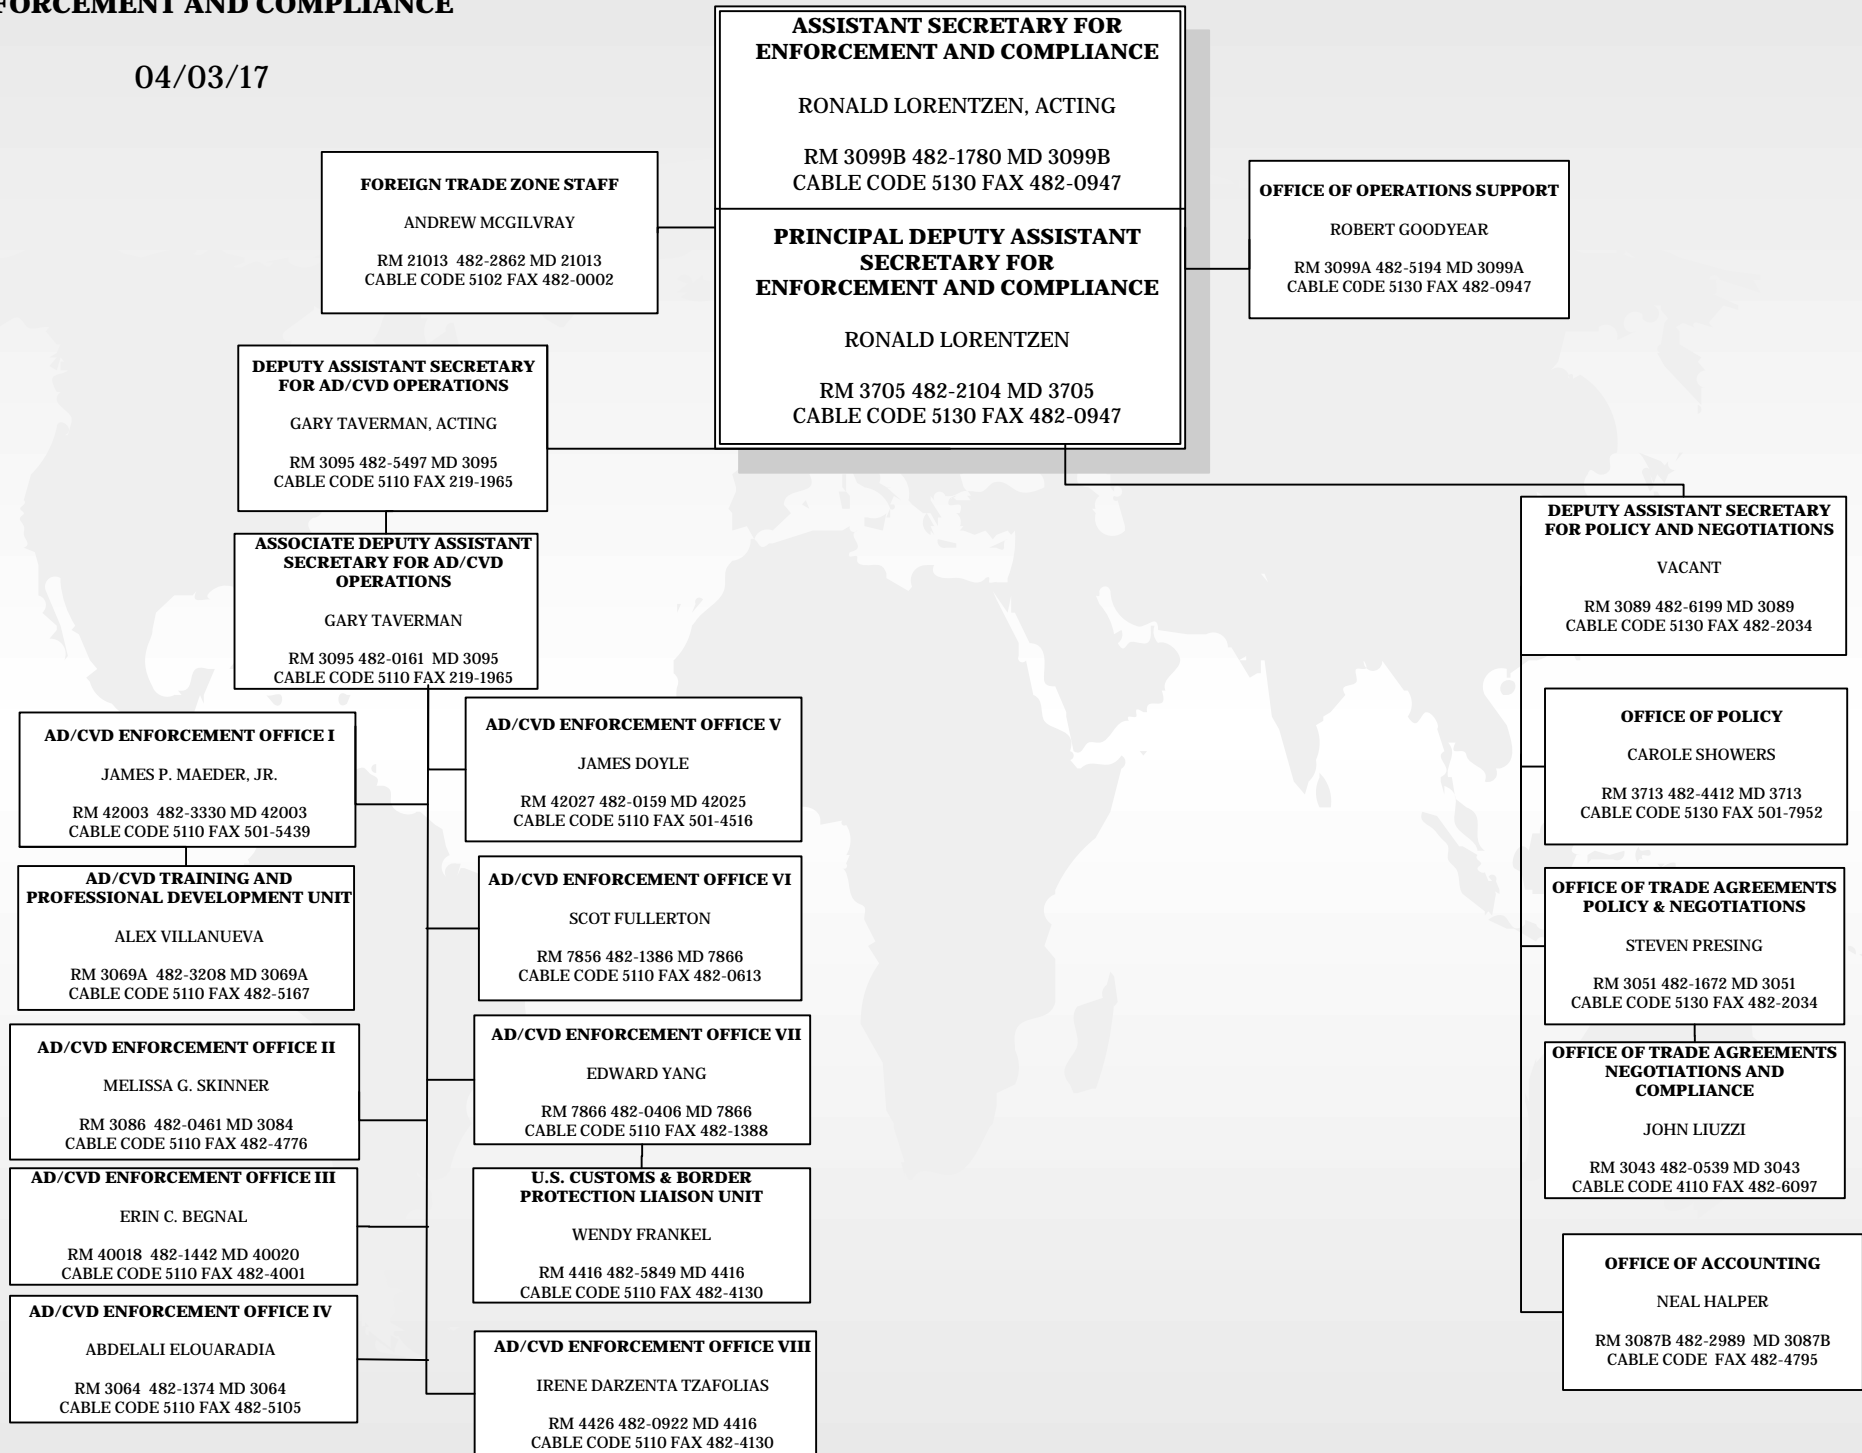 FORCEMENT AND COMPLIANCE
04/03/17
ASSISTANT SECRETARY FOR
ENFORCEMENT AND COMPLIANCE
RONALD LORENTZEN, ACTING
RM 3099B 482-1780 MD 3099B
CABLE CODE 5130 FAX 482-0947
PRINCIPAL DEPUTY ASSISTANT
SECRETARY FOR
ENFORCEMENT AND COMPLIANCE
RONALD LORENTZEN
RM 3705 482-2104 MD 3705
CABLE CODE 5130 FAX 482-0947
FOREIGN TRADE ZONE STAFF
ANDREW MCGILVRAY
RM 21013 482-2862 MD 21013
CABLE CODE 5102 FAX 482-0002
OFFICE OF OPERATIONS SUPPORT
ROBERT GOODYEAR
RM 3099A 482-5194 MD 3099A
CABLE C0DE 5130 FAX 482-0947
DEPUTY ASSISTANT SECRETARY
FOR AD/CVD OPERATIONS
GARY TAVERMAN, ACTING
RM 3095 482-5497 MD 3095
CABLE CODE 5110 FAX 219-1965
ASSOCIATE DEPUTY ASSISTANT
SECRETARY FOR AD/CVD
OPERATIONS
GARY TAVERMAN
RM 3095 482-0161 MD 3095
CABLE CODE 5110 FAX 219-1965
AD/CVD ENFORCEMENT OFFICE I
JAMES P. MAEDER, JR.
RM 42003 482-3330 MD 42003
CABLE CODE 5110 FAX 501-5439
AD/CVD TRAINING AND
PROFESSIONAL DEVELOPMENT UNIT
ALEX VILLANUEVA
RM 3069A 482-3208 MD 3069A
CABLE CODE 5110 FAX 482-5167
AD/CVD ENFORCEMENT OFFICE II
MELISSA G. SKINNER
RM 3086 482-0461 MD 3084
CABLE CODE 5110 FAX 482-4776
AD/CVD ENFORCEMENT OFFICE III
ERIN C. BEGNAL
RM 40018 482-1442 MD 40020
CABLE CODE 5110 FAX 482-4001
AD/CVD ENFORCEMENT OFFICE IV
ABDELALI ELOUARADIA
RM 3064 482-1374 MD 3064
CABLE CODE 5110 FAX 482-5105
AD/CVD ENFORCEMENT OFFICE V
JAMES DOYLE
RM 42027 482-0159 MD 42025
CABLE CODE 5110 FAX 501-4516
AD/CVD ENFORCEMENT OFFICE VI
SCOT FULLERTON
RM 7856 482-1386 MD 7866
CABLE CODE 5110 FAX 482-0613
AD/CVD ENFORCEMENT OFFICE VII
EDWARD YANG
RM 7866 482-0406 MD 7866
CABLE CODE 5110 FAX 482-1388
U.S. CUSTOMS & BORDER
PROTECTION LIAISON UNIT
WENDY FRANKEL
RM 4416 482-5849 MD 4416
CABLE CODE 5110 FAX 482-4130
AD/CVD ENFORCEMENT OFFICE VIII
IRENE DARZENTA TZAFOLIAS
RM 4426 482-0922 MD 4416
CABLE CODE 5110 FAX 482-4130
DEPUTY ASSISTANT SECRETARY
FOR POLICY AND NEGOTIATIONS
VACANT
RM 3089 482-6199 MD 3089
CABLE CODE 5130 FAX 482-2034
OFFICE OF POLICY
CAROLE SHOWERS
RM 3713 482-4412 MD 3713
CABLE CODE 5130 FAX 501-7952
OFFICE OF TRADE AGREEMENTS
POLICY & NEGOTIATIONS
STEVEN PRESING
RM 3051 482-1672 MD 3051
CABLE CODE 5130 FAX 482-2034
OFFICE OF TRADE AGREEMENTS
NEGOTIATIONS AND
COMPLIANCE
JOHN LIUZZI
RM 3043 482-0539 MD 3043
CABLE CODE 4110 FAX 482-6097
OFFICE OF ACCOUNTING
NEAL HALPER
RM 3087B 482-2989 MD 3087B
CABLE CODE FAX 482-4795